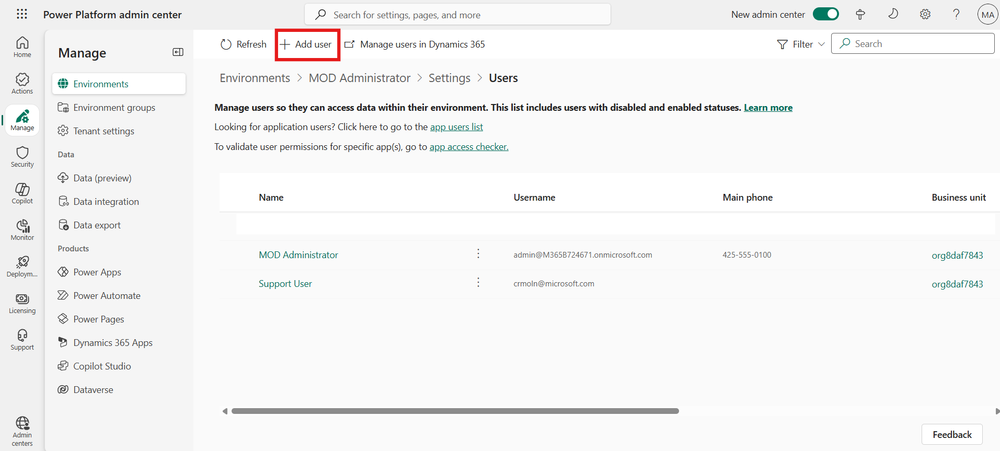 Power Platform admin center
Search for settings, pages, and more
New admin center
MA
Home
Actions
Manage
Security
Copilot
Monitor
Deploym...
Licensing
Support
Admin
centers
Manage
Environments
Environment groups
Tenant settings
Data
Data (preview)
Data integration
Data export
Products
Power Apps
Power Automate
Power Pages
Dynamics 365 Apps
Copilot Studio
Dataverse
Refresh
Add user
Manage users in Dynamics 365
Filter
Search
Environments > MOD Administrator > Settings > Users
Manage users so they can access data within their environment. This list includes users with disabled and enabled statuses. Learn more
Looking for application users? Click here to go to the app users list
To validate user permissions for specific app(s), go to app access checker.
Name Username Main phone Business unit
MOD Administrator admin@M365B724671.onmicrosoft.com 425-555-0100 org8daf7843
Support User crmoln@microsoft.com org8daf7843
Feedback